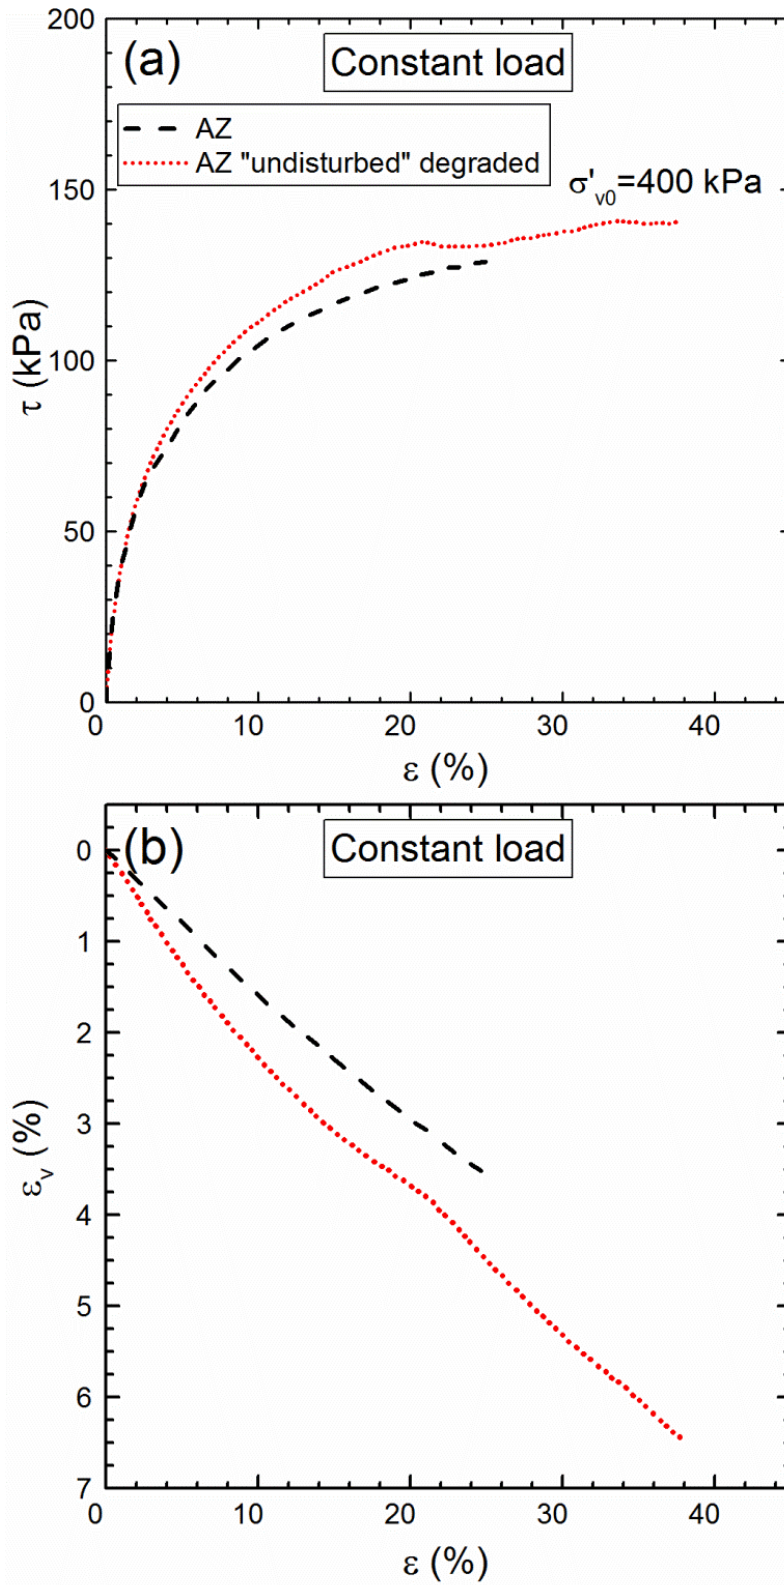 200
(a)
Constant load
AZ
AZ "undisturbed" degraded
150
σ'v0=400 kPa
100
τ (kPa)
50
0
0 10 20 30 40
ε (%)
(b)
Constant load
0
1
2
3
εv (%)
4
5
6
7
0 10 20 30 40
ε (%)